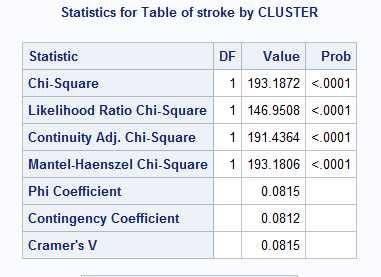 Statistics for Table of stroke by CLUSTER
Statistic DF Value Prob
Chi-Square 1 193.1872 <.0001
Likelihood Ratio Chi-Square 1 146.9508 <.0001
Continuity Adj. Chi-Square 1 191.4364 <.0001
Mantel-Haenszel Chi-Square 1 193.1806 <.0001
Phi Coefficient 0.0815
Contingency Coefficient 0.0812
Cramer's V 0.0815